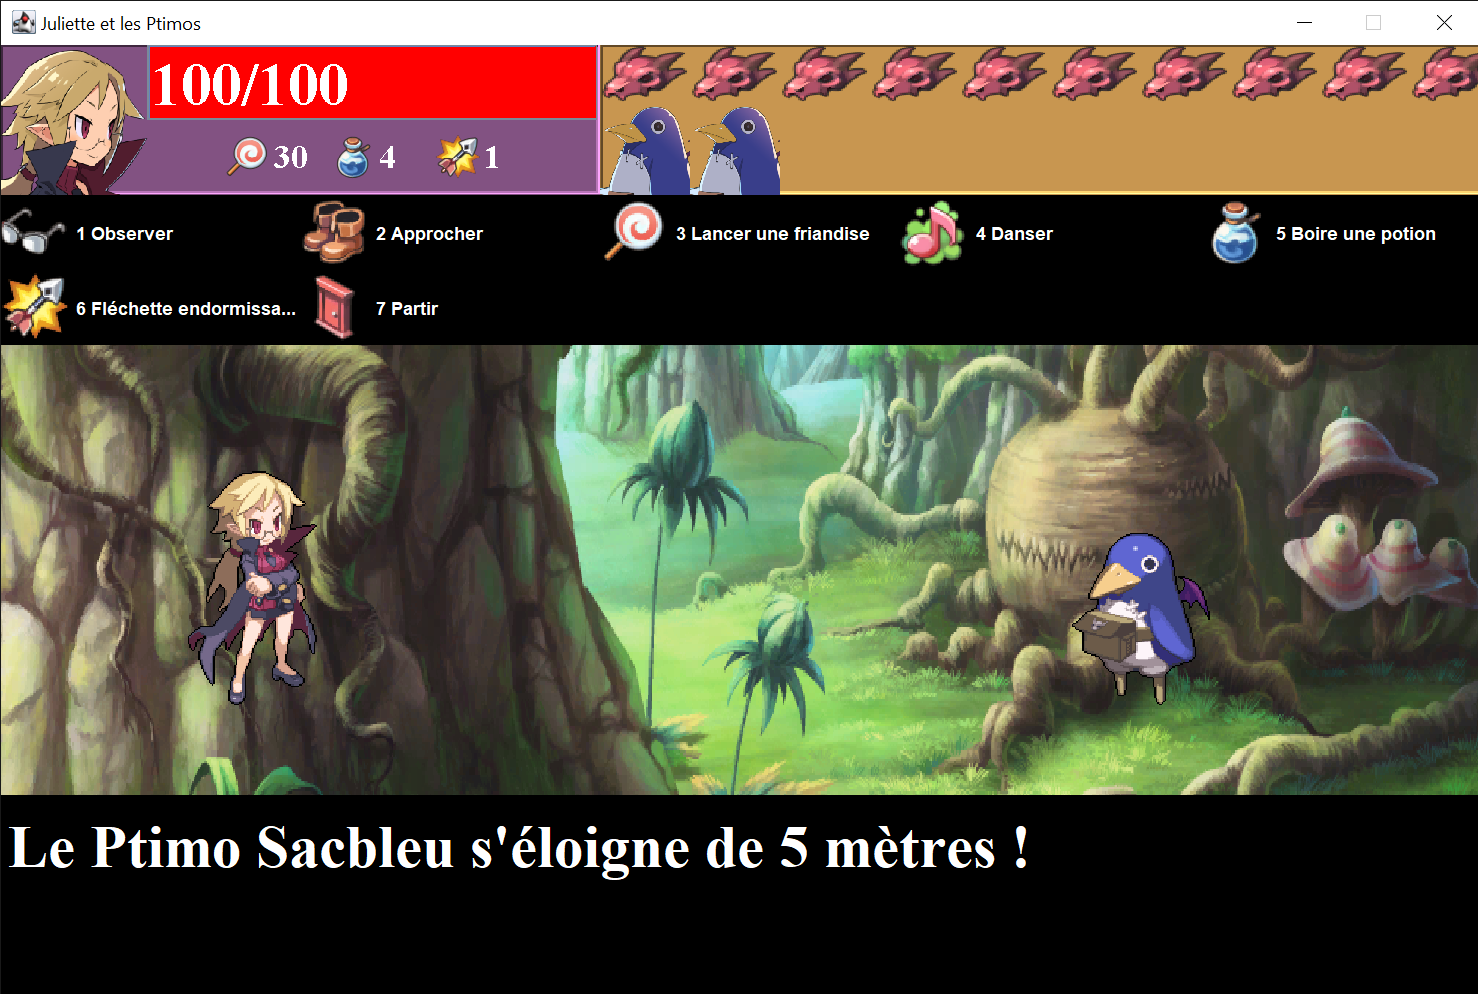 Juliette et les Ptimos
100/100
30 4 1
1 Observer 2 Approcher 3 Lancer une friandise 4 Danser 5 Boire une potion
6 Fléchette endormissa... 7 Partir
Le Ptimo Sacbleu s'éloigne de 5 mètres !